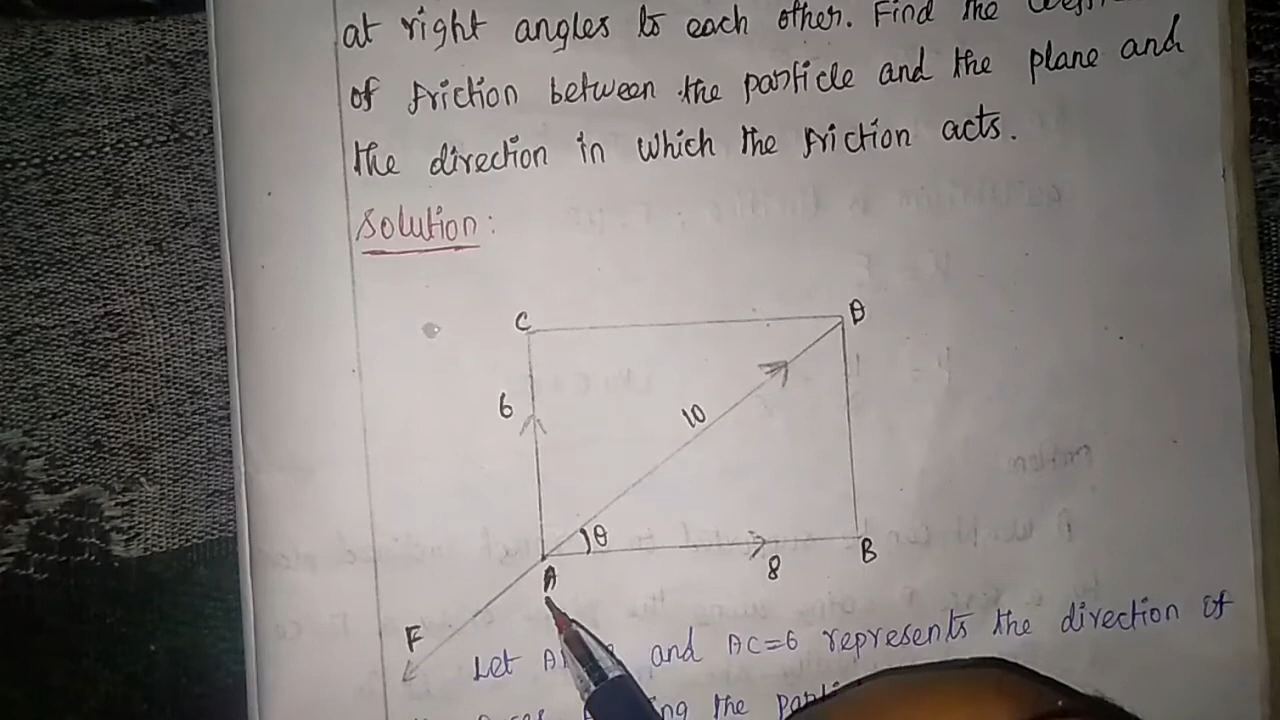 at right angles to each other. Find the
of friction between the particle and the plane and
the direction in which the friction acts.
Solution:
C
D
6
10
θ
8
B
A
F
Let and AC=6 represents the direction of
the